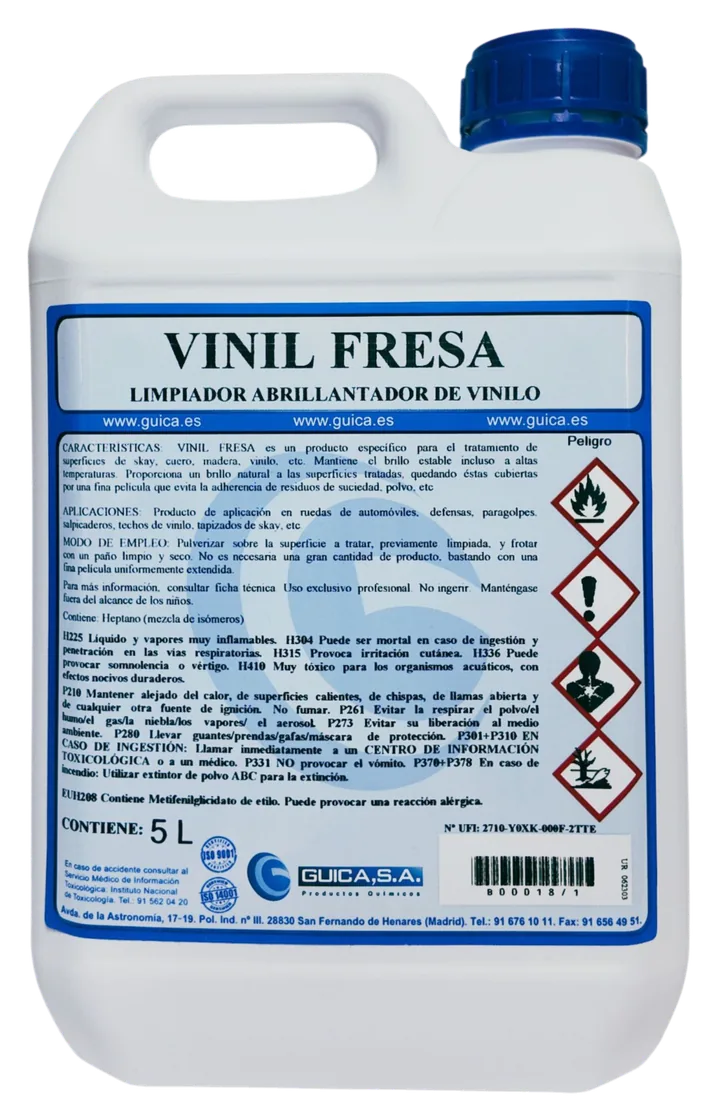 VINIL FRESA
LIMPIADOR ABRILLANTADOR DE VINILO
www.guica.es www.guica.es www.guica.es
Peligro
CARACTERÍSTICAS: VINIL FRESA es un producto específico para el tratamiento de
superficies de skay, cuero, madera, vinilo, etc. Mantiene el brillo estable incluso a altas
temperaturas. Proporciona un brillo natural a las superficies tratadas, quedando éstas cubiertas
por una fina película que evita la adherencia de residuos de suciedad, polvo, etc
APLICACIONES: Producto de aplicación en ruedas de automóviles, defensas, paragolpes,
salpicaderos, techos de vinilo, tapizados de skay, etc
MODO DE EMPLEO: Pulverizar sobre la superficie a tratar, previamente limpiada, y frotar
con un paño limpio y seco. No es necesaria una gran cantidad de producto, bastando con una
fina película uniformemente extendida.
Para más información, consultar ficha técnica. Uso exclusivo profesional. No ingerir. Manténgase
fuera del alcance de los niños.
Contiene: Heptano (mezcla de isómeros)
H225 Líquido y vapores muy inflamables. H304 Puede ser mortal en caso de ingestión y
penetración en las vías respiratorias. H315 Provoca irritación cutánea. H336 Puede
provocar somnolencia o vértigo. H410 Muy tóxico para los organismos acuáticos, con
efectos nocivos duraderos.
P210 Mantener alejado del calor, de superficies calientes, de chispas, de llamas abierta y
de cualquier otra fuente de ignición. No fumar. P261 Evitar la respirar el polvo/el
humo/el gas/la niebla/los vapores/ el aerosol. P273 Evitar su liberación al medio
ambiente. P280 Llevar guantes/prendas/gafas/máscara de protección. P301+P310 EN
CASO DE INGESTIÓN: Llamar inmediatamente a un CENTRO DE INFORMACIÓN
TOXICOLÓGICA o a un médico. P331 NO provocar el vómito. P370+P378 En caso de
incendio: Utilizar extintor de polvo ABC para la extinción.
EUH208 Contiene Metifenilglicidato de etilo. Puede provocar una reacción alérgica.
CONTIENE: 5 L
Nº UFI: 2710-Y0XK-000F-2TTE
En caso de accidente consultar al
Servicio Médico de Información
Toxicológica: Instituto Nacional
de Toxicología. Tel.: 91 562 04 20
ISO 9001
ISO 14001
GUICA, S.A.
Productos Químicos
B00018/1
UR 062303
Avda. de la Astronomía, 17-19. Pol. Ind. nº III. 28830 San Fernando de Henares (Madrid). Tel.: 91 676 10 11. Fax: 91 656 49 51.